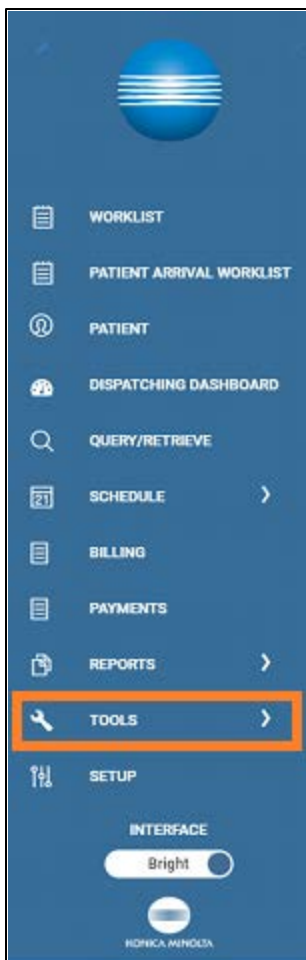 WORKLIST
PATIENT ARRIVAL WORKLIST
PATIENT
DISPATCHING DASHBOARD
QUERY/RETRIEVE
21
SCHEDULE
BILLING
PAYMENTS
REPORTS
TOOLS
SETUP
INTERFACE
Bright
KONICA MINOLTA